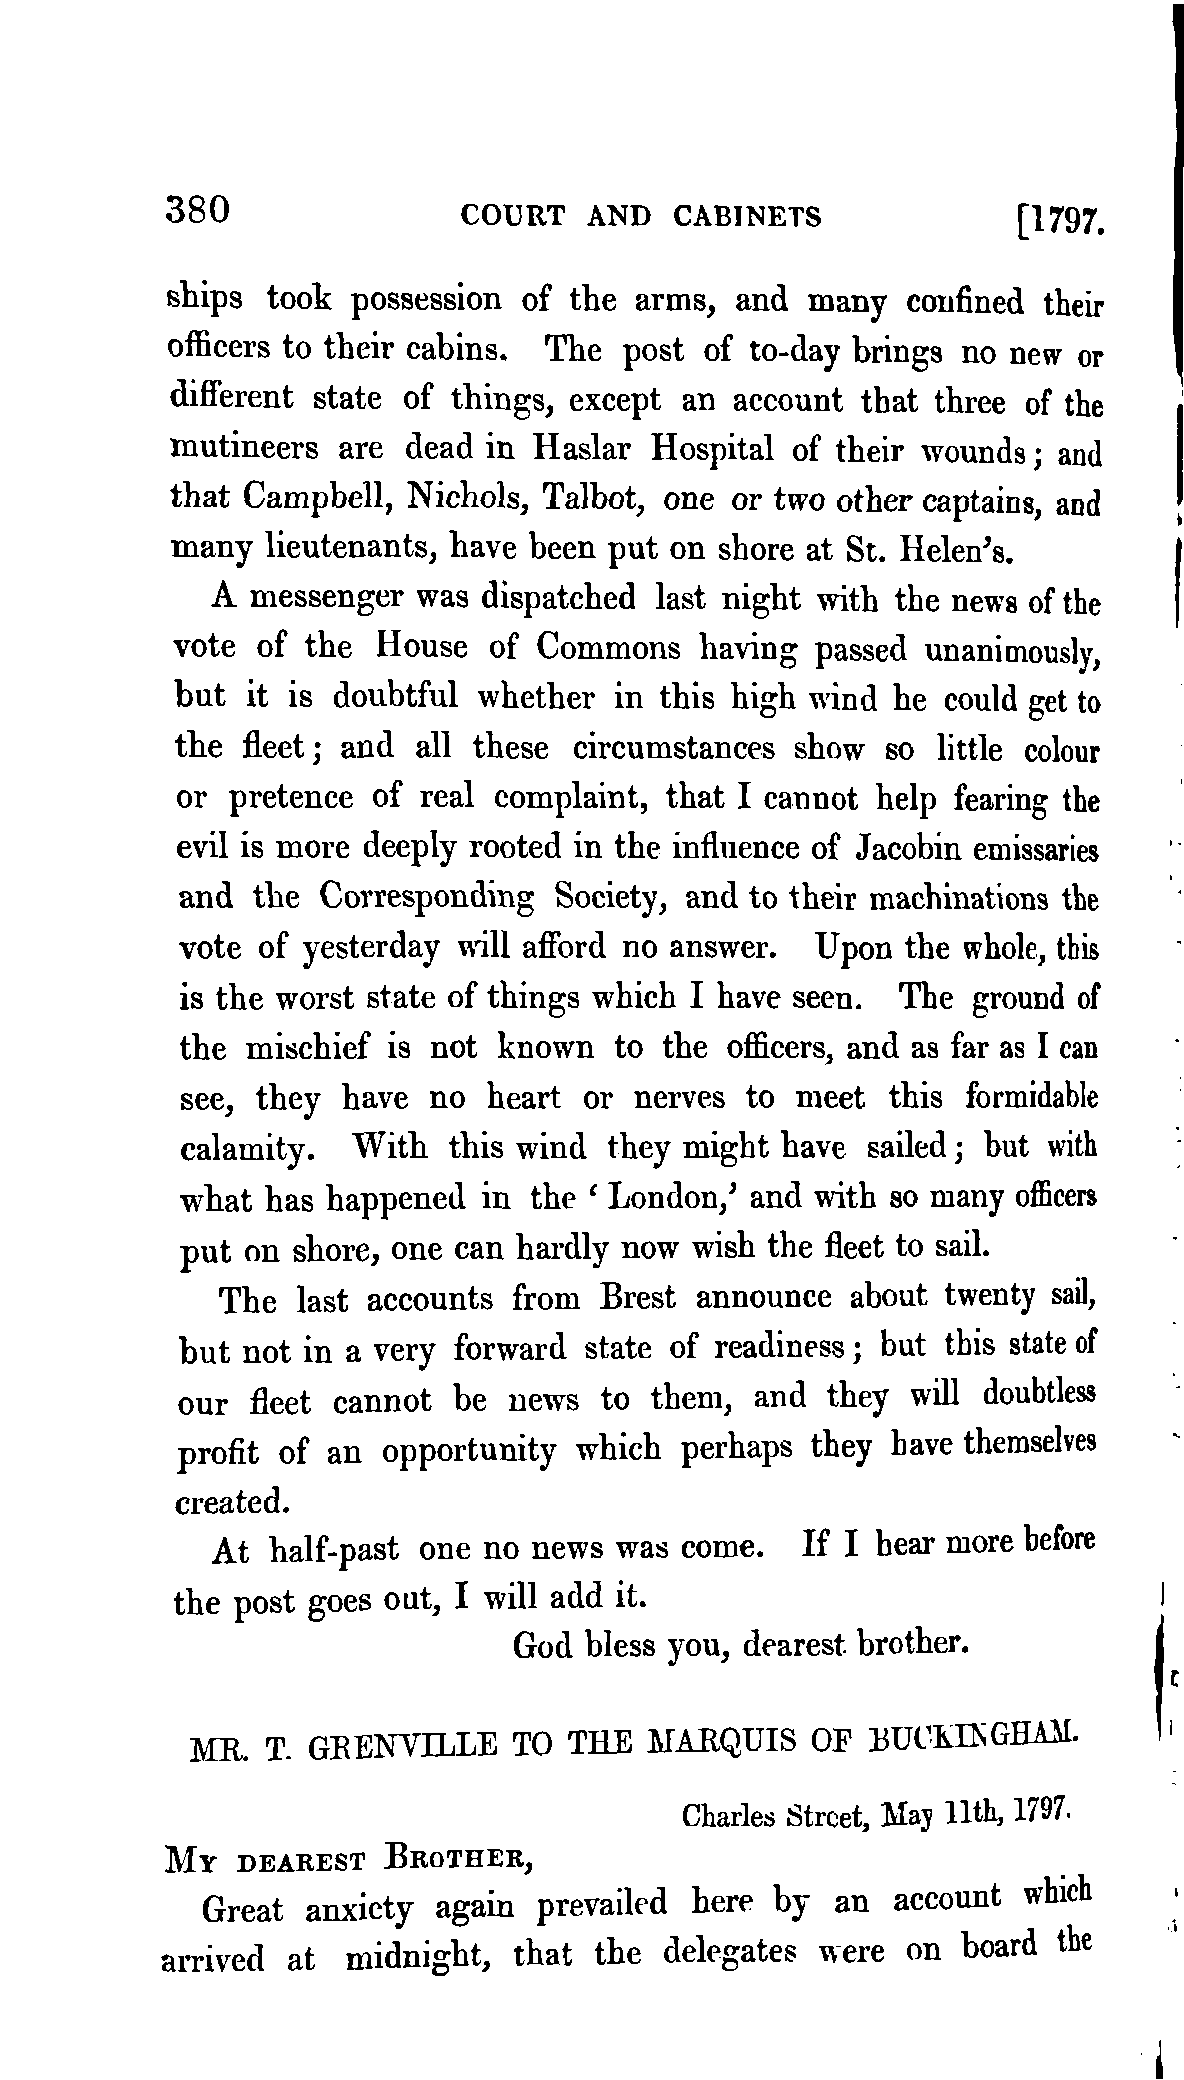 380 COURT AND CABINETS [1797.
ships took possession of the arms, and many confined their
officers to their cabins. The post of to-day brings no new or
different state of things, except an account that three of the
mutineers are dead in Haslar Hospital of their wounds; and
that Campbell, Nichols, Talbot, one or two other captains, and
many lieutenants, have been put on shore at St. Helen's.
A messenger was dispatched last night with the news of the
vote of the House of Commons having passed unanimously,
but it is doubtful whether in this high wind he could get to
the fleet; and all these circumstances show so little colour
or pretence of real complaint, that I cannot help fearing the
evil is more deeply rooted in the influence of Jacobin emissaries
and the Corresponding Society, and to their machinations the
vote of yesterday will afford no answer. Upon the whole, this
is the worst state of things which I have seen. The ground of
the mischief is not known to the officers, and as far as I can
see, they have no heart or nerves to meet this formidable
calamity. With this wind they might have sailed; but with
what has happened in the ‘London,’ and with so many officers
put on shore, one can hardly now wish the fleet to sail.
The last accounts from Brest announce about twenty sail,
but not in a very forward state of readiness; but this state of
our fleet cannot be news to them, and they will doubtless
profit of an opportunity which perhaps they have themselves
created.
At half-past one no news was come. If I hear more before
the post goes out, I will add it.
God bless you, dearest brother.
MR. T. GRENVILLE TO THE MARQUIS OF BUCKINGHAM.
Charles Street, May 11th, 1797.
MY DEAREST BROTHER,
Great anxiety again prevailed here by an account which
arrived at midnight, that the delegates were on board the